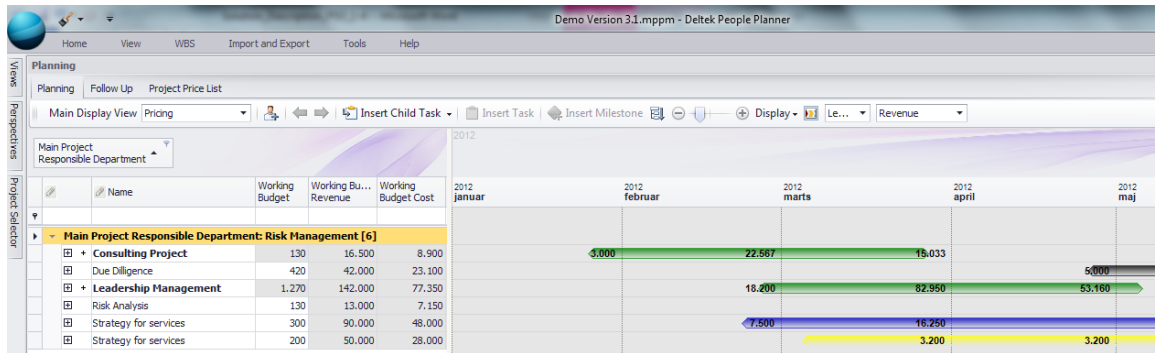 Demo Version 3.1.mppm - Deltek People Planner
Home View WBS Import and Export Tools Help
Views
Perspectives
Project Selector
Planning
Planning Follow Up Project Price List
Main Display View Pricing Insert Child Task Insert Task Insert Milestone Display Le... Revenue
2012
Main Project
Responsible Department
Name Working Budget Working Bu... Revenue Working Budget Cost
2012 januar 2012 februar 2012 marts 2012 april 2012 maj
Main Project Responsible Department: Risk Management [6]
Consulting Project 130 16.500 8.900 3.000 22.567 15.033
Due Dilligence 420 42.000 23.100 5.000
Leadership Management 1.270 142.000 77.350 18.200 82.950 53.160
Risk Analysis 130 13.000 7.150
Strategy for services 300 90.000 48.000 7.500 16.250
Strategy for services 200 50.000 28.000 3.200 3.200